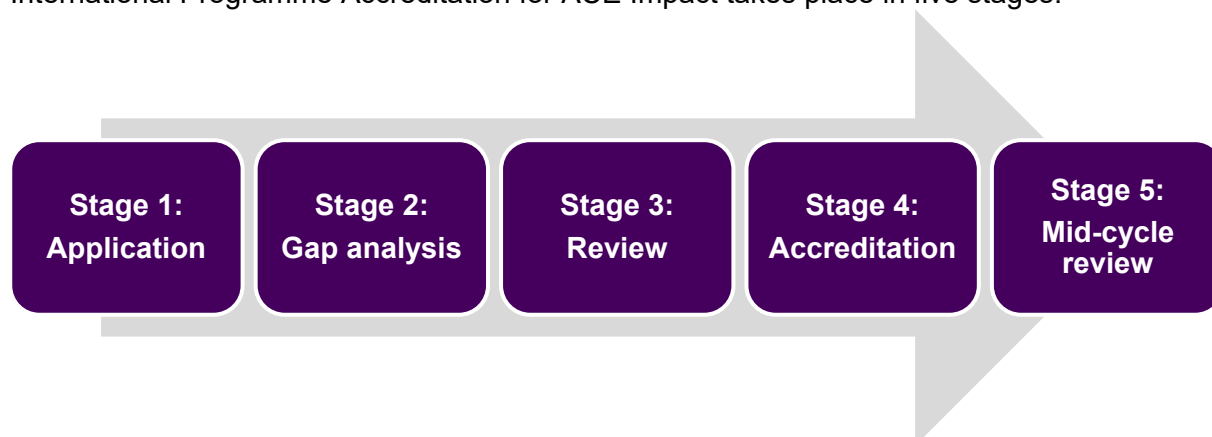 International Programme Accreditation for ACE Impact takes place in five stages:
Stage 1:
Application
Stage 2:
Gap analysis
Stage 3:
Review
Stage 4:
Accreditation
Stage 5:
Mid-cycle
review